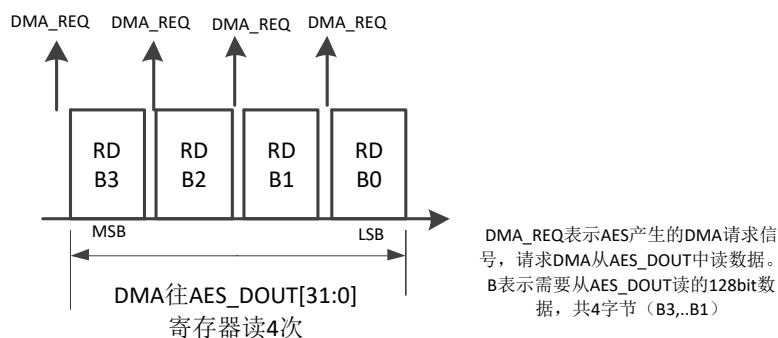 DMA_REQ DMA_REQ DMA_REQ DMA_REQ
RD RD RD RD
B3 B2 B1 B0
MSB LSB
DMA往AES_DOUT[31:0]
寄存器读4次
DMA_REQ表示AES产生的DMA请求信
号，请求DMA从AES_DOUT中读数据。
B表示需要从AES_DOUT读的128bit数
据，共4字节（B3,..B1）